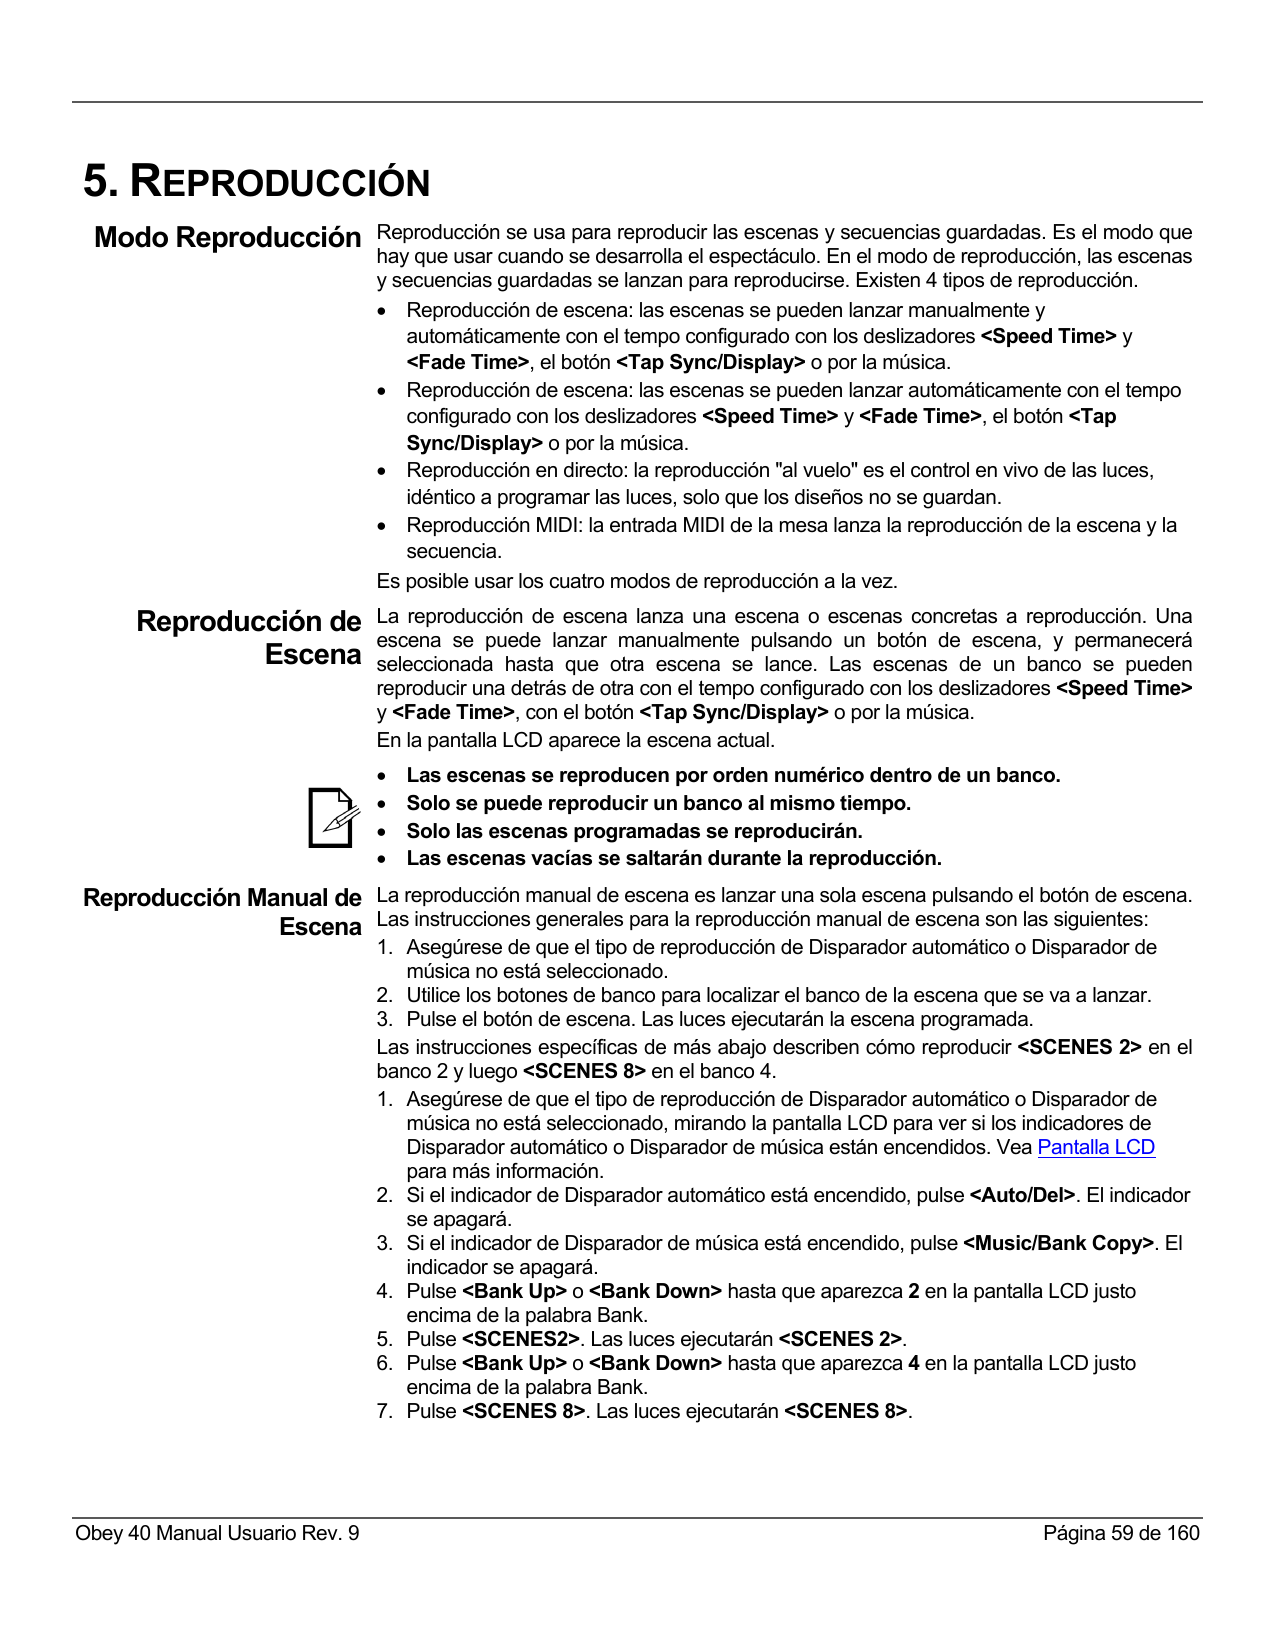 5. REPRODUCCIÓN
Modo Reproducción
Reproducción se usa para reproducir las escenas y secuencias guardadas. Es el modo que
hay que usar cuando se desarrolla el espectáculo. En el modo de reproducción, las escenas
y secuencias guardadas se lanzan para reproducirse. Existen 4 tipos de reproducción.
• Reproducción de escena: las escenas se pueden lanzar manualmente y
automáticamente con el tempo configurado con los deslizadores <Speed Time> y
<Fade Time>, el botón <Tap Sync/Display> o por la música.
• Reproducción de escena: las escenas se pueden lanzar automáticamente con el tempo
configurado con los deslizadores <Speed Time> y <Fade Time>, el botón <Tap
Sync/Display> o por la música.
• Reproducción en directo: la reproducción "al vuelo" es el control en vivo de las luces,
idéntico a programar las luces, solo que los diseños no se guardan.
• Reproducción MIDI: la entrada MIDI de la mesa lanza la reproducción de la escena y la
secuencia.
Es posible usar los cuatro modos de reproducción a la vez.
Reproducción de
Escena
La reproducción de escena lanza una escena o escenas concretas a reproducción. Una
escena se puede lanzar manualmente pulsando un botón de escena, y permanecerá
seleccionada hasta que otra escena se lance. Las escenas de un banco se pueden
reproducir una detrás de otra con el tempo configurado con los deslizadores <Speed Time>
y <Fade Time>, con el botón <Tap Sync/Display> o por la música.
En la pantalla LCD aparece la escena actual.
• Las escenas se reproducen por orden numérico dentro de un banco.
• Solo se puede reproducir un banco al mismo tiempo.
• Solo las escenas programadas se reproducirán.
• Las escenas vacías se saltarán durante la reproducción.
Reproducción Manual de
Escena
La reproducción manual de escena es lanzar una sola escena pulsando el botón de escena.
Las instrucciones generales para la reproducción manual de escena son las siguientes:
1. Asegúrese de que el tipo de reproducción de Disparador automático o Disparador de
música no está seleccionado.
2. Utilice los botones de banco para localizar el banco de la escena que se va a lanzar.
3. Pulse el botón de escena. Las luces ejecutarán la escena programada.
Las instrucciones específicas de más abajo describen cómo reproducir <SCENES 2> en el
banco 2 y luego <SCENES 8> en el banco 4.
1. Asegúrese de que el tipo de reproducción de Disparador automático o Disparador de
música no está seleccionado, mirando la pantalla LCD para ver si los indicadores de
Disparador automático o Disparador de música están encendidos. Vea Pantalla LCD
para más información.
2. Si el indicador de Disparador automático está encendido, pulse <Auto/Del>. El indicador
se apagará.
3. Si el indicador de Disparador de música está encendido, pulse <Music/Bank Copy>. El
indicador se apagará.
4. Pulse <Bank Up> o <Bank Down> hasta que aparezca 2 en la pantalla LCD justo
encima de la palabra Bank.
5. Pulse <SCENES2>. Las luces ejecutarán <SCENES 2>.
6. Pulse <Bank Up> o <Bank Down> hasta que aparezca 4 en la pantalla LCD justo
encima de la palabra Bank.
7. Pulse <SCENES 8>. Las luces ejecutarán <SCENES 8>.
Obey 40 Manual Usuario Rev. 9
Página 59 de 160